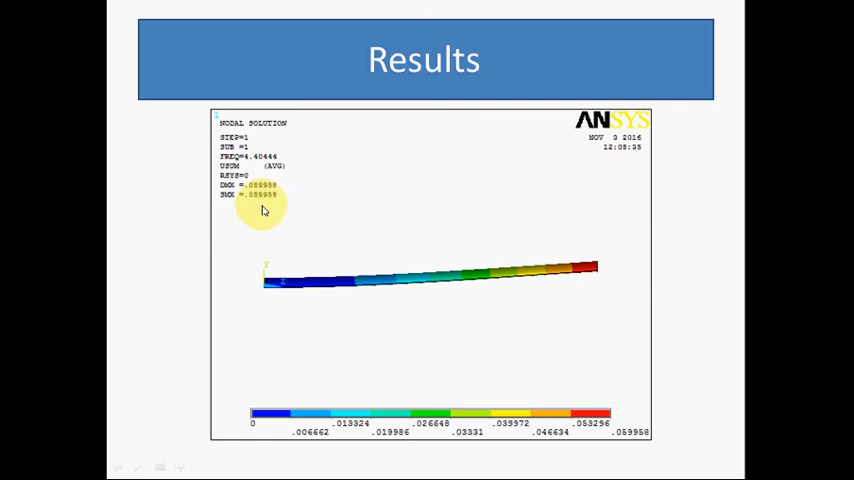 Results
NODAL SOLUTION
STEP=1
SUB =1
FREQ=4.40444
USUM (AVG)
RSYS=0
DMX =.059958
SMX =.059958
ANSYS
NOV 3 2016
12:05:35
Y
Z
0 .013324 .026648 .039972 .053296
.006662 .019986 .03331 .046634 .059958